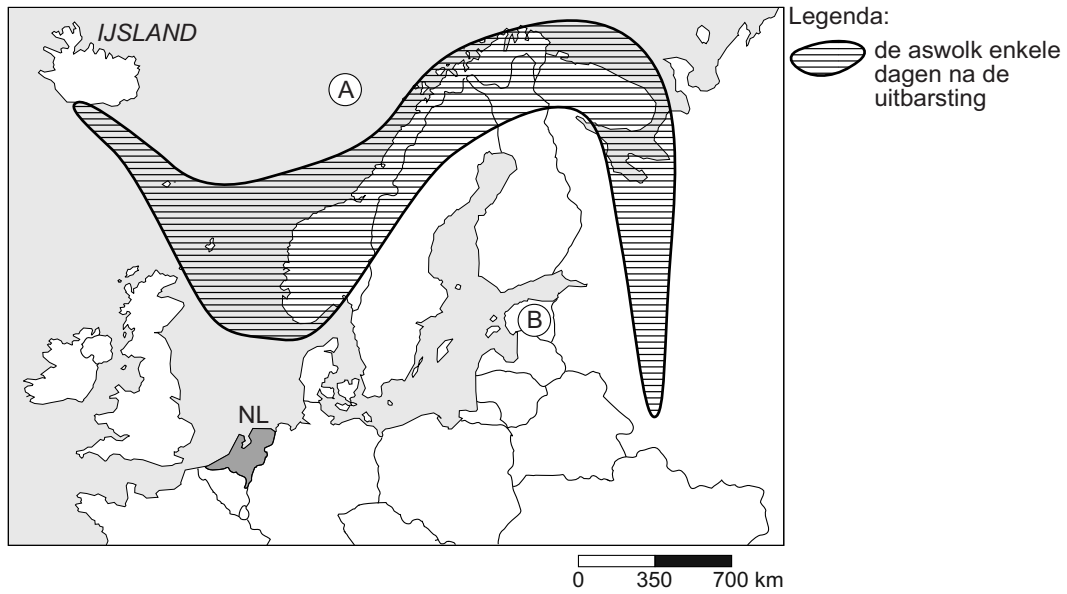 IJSLAND
A
B
NL
Legenda:
de aswolk enkele
dagen na de
uitbarsting
0 350 700 km